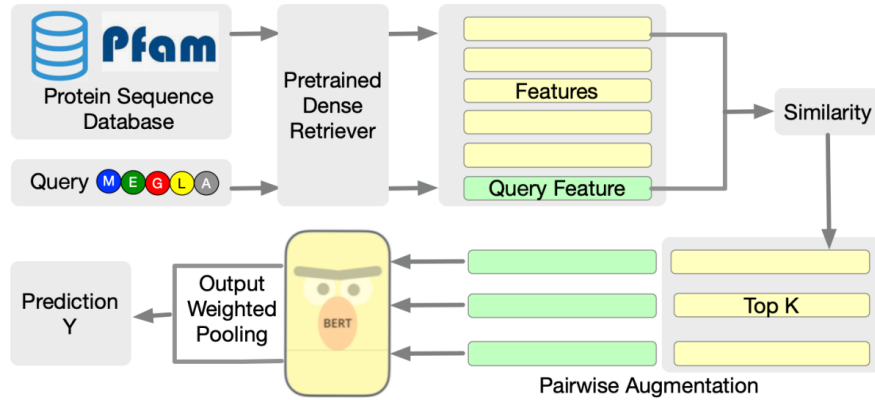 Pfam
Protein Sequence
Database
Pretrained
Dense
Retriever
Features
Query Feature
Similarity
Query M E G L A
Prediction
Y
Output
Weighted
Pooling
BERT
Top K
Pairwise Augmentation